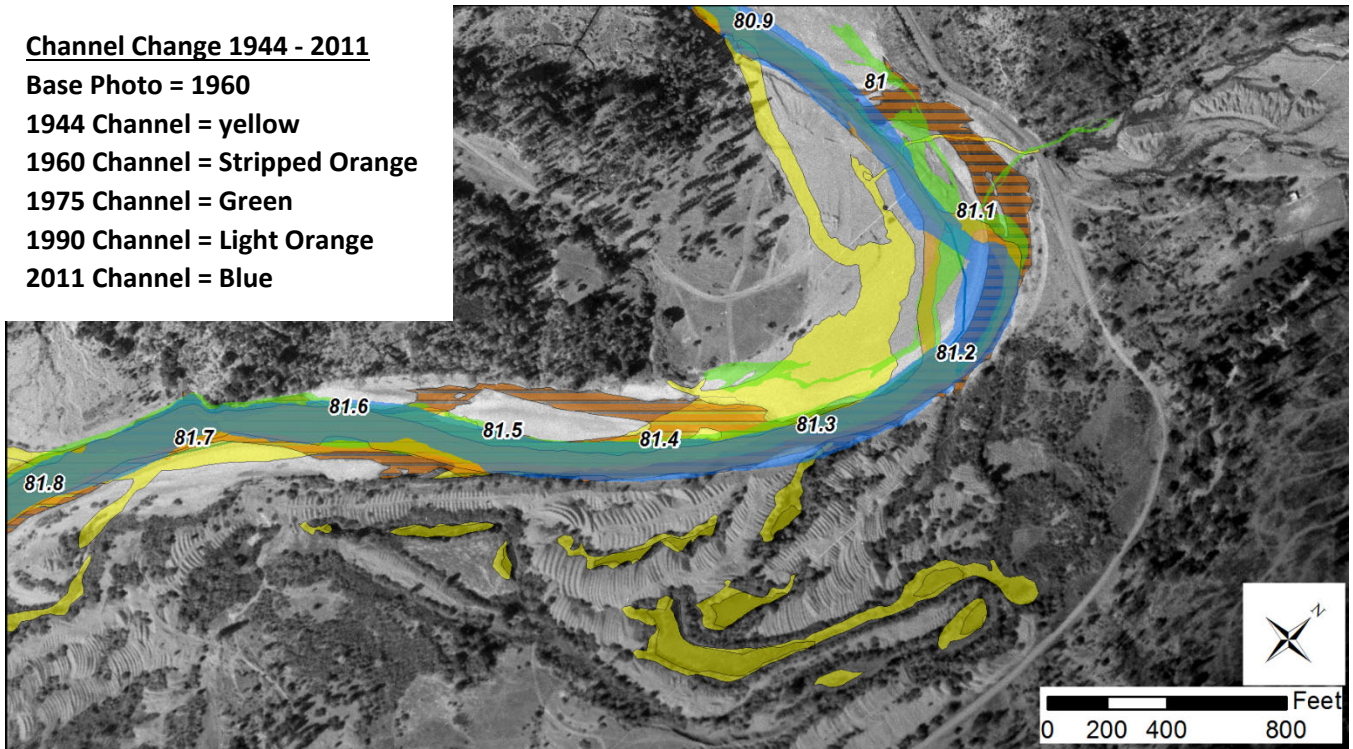 Channel Change 1944 - 2011
Base Photo = 1960
1944 Channel = yellow
1960 Channel = Stripped Orange
1975 Channel = Green
1990 Channel = Light Orange
2011 Channel = Blue
80.9
81
81.1
81.2
81.3
81.4
81.5
81.6
81.7
81.8
N
Feet
0 200 400 800